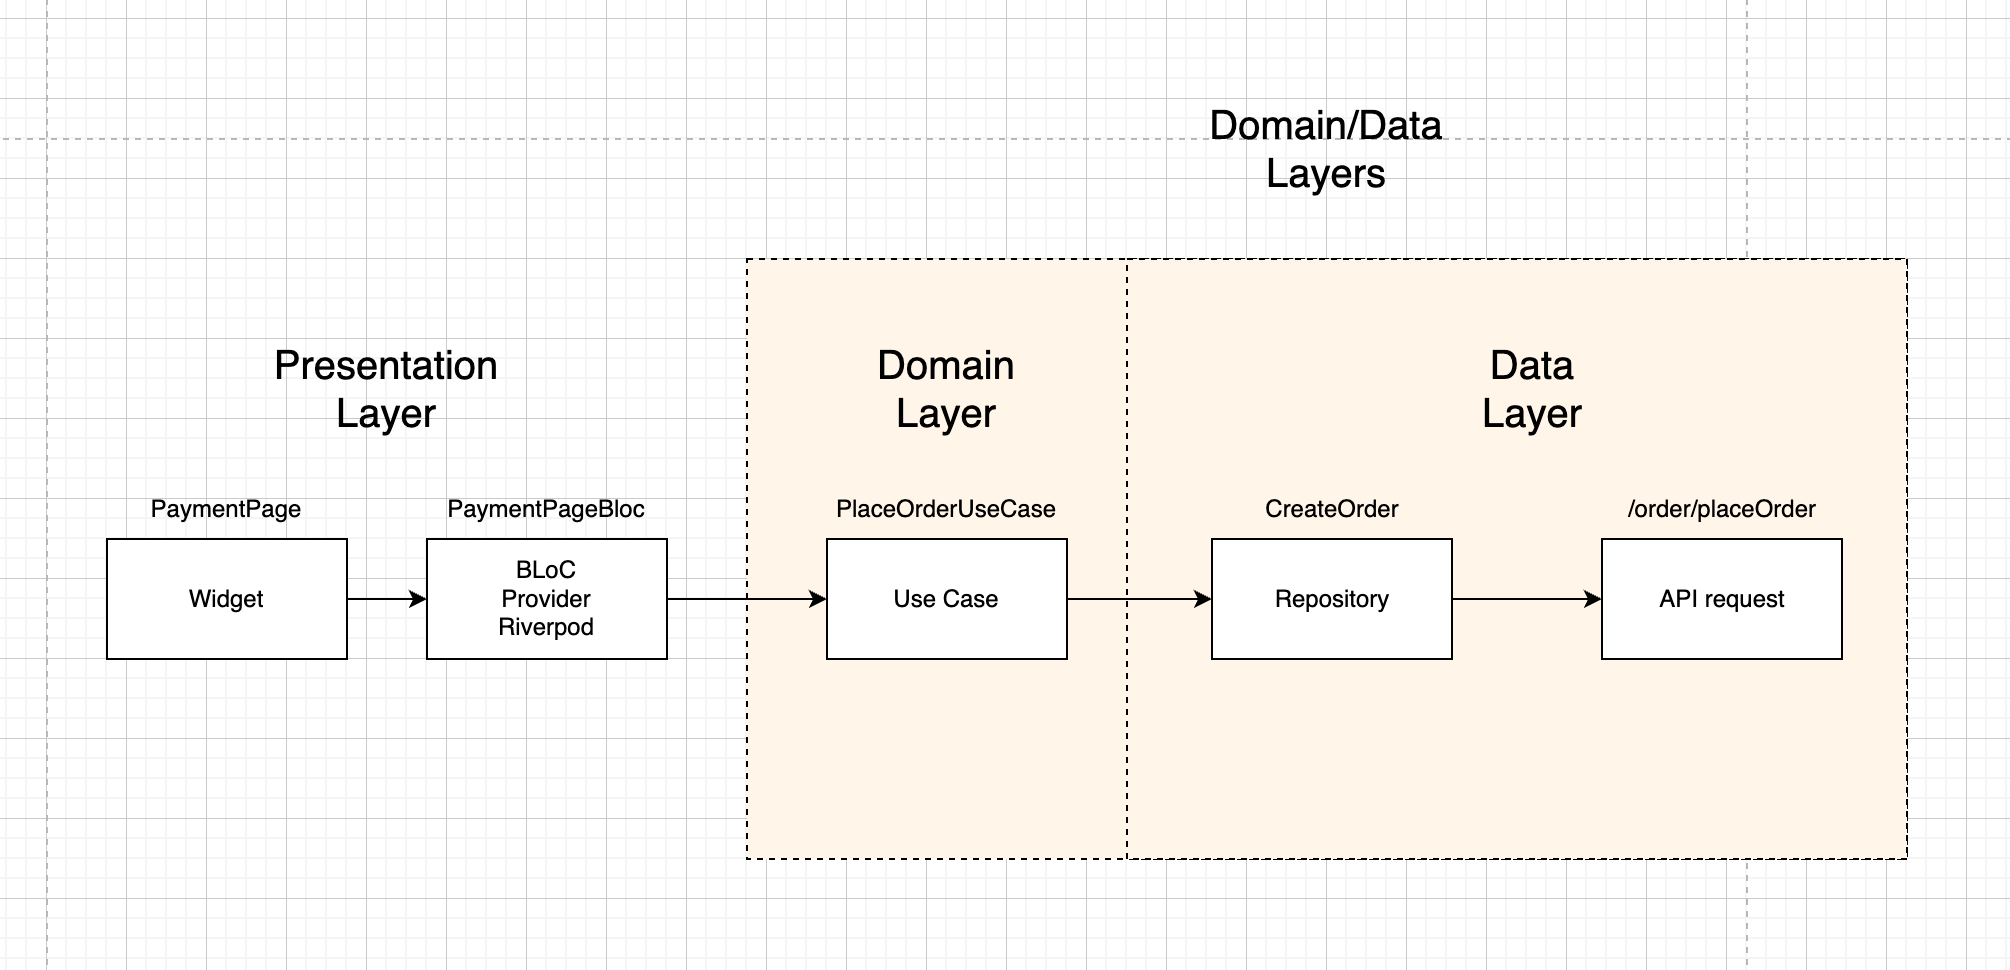 Domain/Data
Layers
Presentation
Layer
Domain
Layer
Data
Layer
PaymentPage
PaymentPageBloc
PlaceOrderUseCase
CreateOrder
/order/placeOrder
Widget
BLoC
Provider
Riverpod
Use Case
Repository
API request